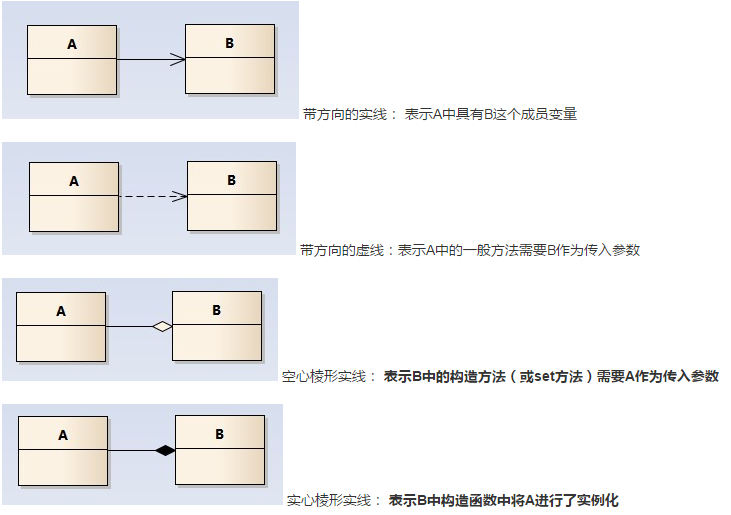 A B
带方向的实线： 表示A中具有B这个成员变量
A B
带方向的虚线：表示A中的一般方法需要B作为传入参数
A B
空心棱形实线： 表示B中的构造方法（或set方法）需要A作为传入参数
A B
实心棱形实线： 表示B中构造函数中将A进行了实例化